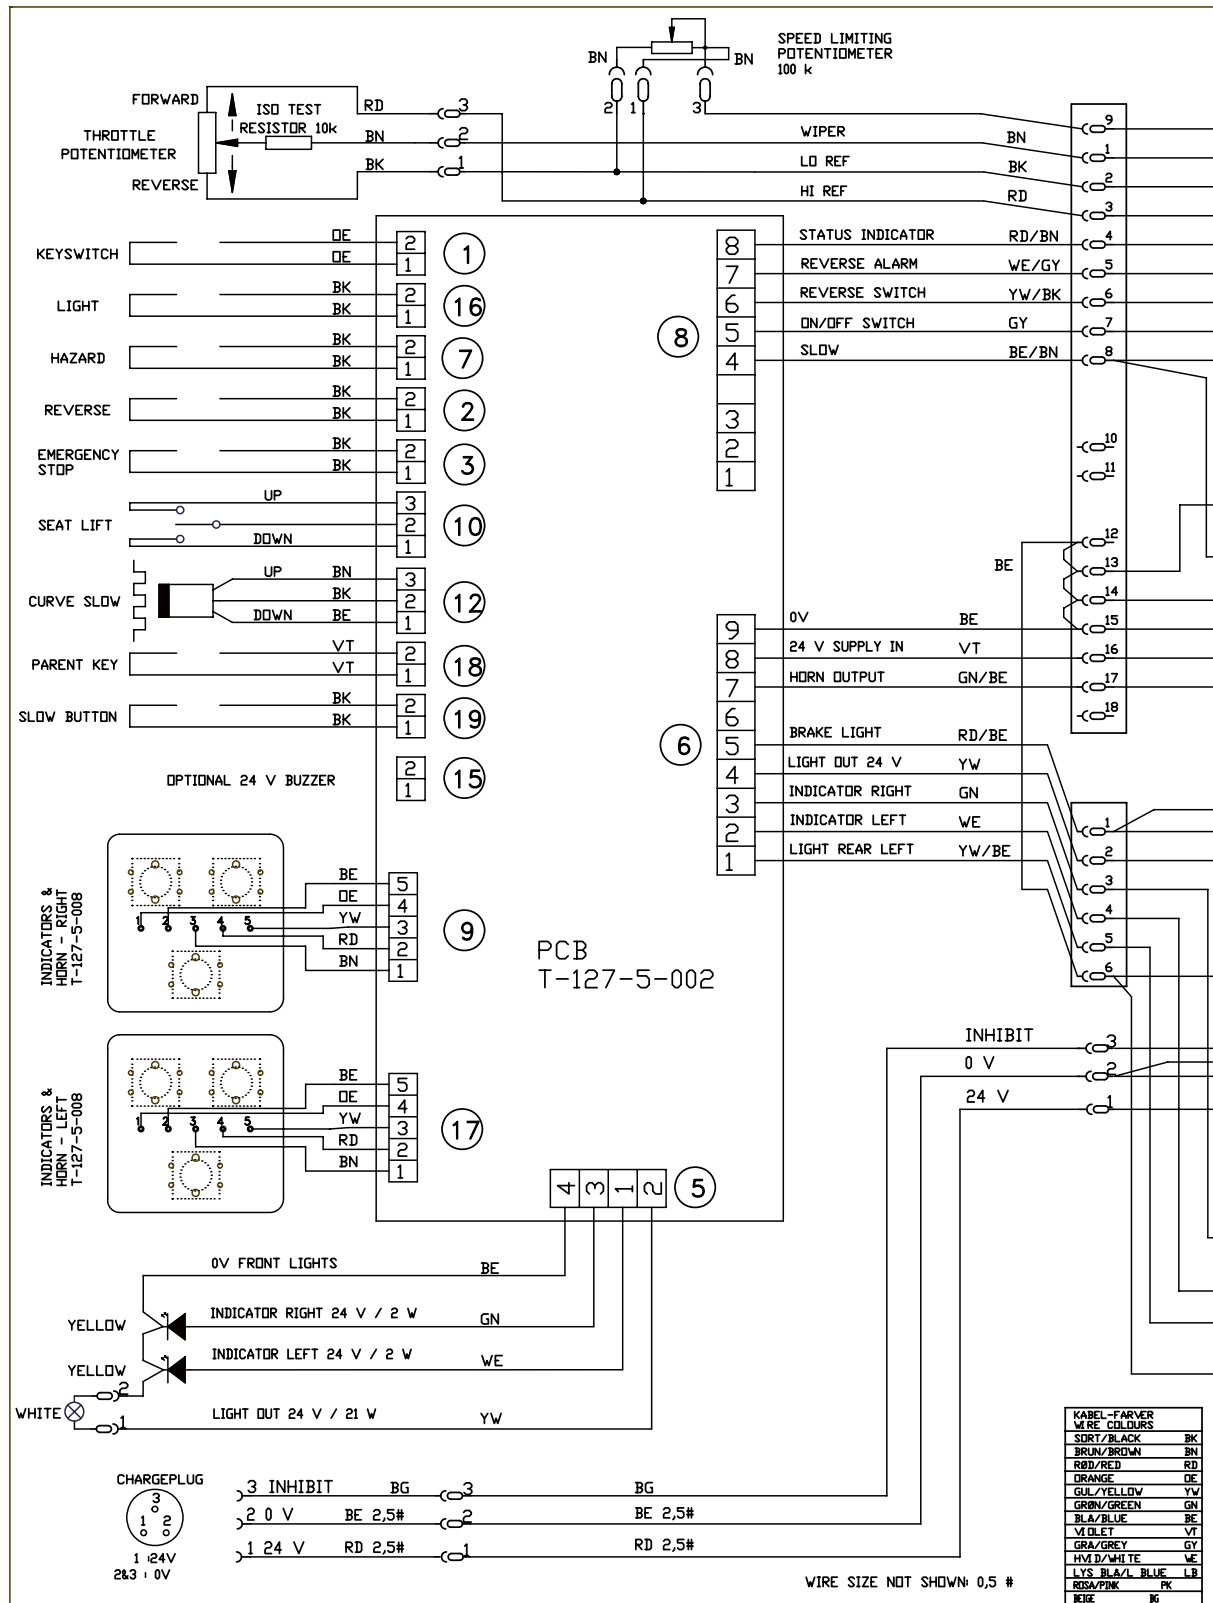 SPEED LIMITING
POTENTIOMETER
100 k
BN
BN
2
1
3
FORWARD
THROTTLE
POTENTIOMETER
REVERSE
ISO TEST
RESISTOR 10k
RD
BN
BK
3
2
1
WIPER
LO REF
HI REF
BN
BK
RD
9
1
2
3
4
5
6
7
8
10
11
12
13
14
15
16
17
18
KEYSWITCH
OE
OE
2
1
1
LIGHT
BK
BK
2
1
16
HAZARD
BK
BK
2
1
7
REVERSE
BK
BK
2
1
2
EMERGENCY
STOP
BK
BK
2
1
3
SEAT LIFT
UP
DOWN
3
2
1
10
CURVE SLOW
UP
DOWN
BN
BK
BE
3
2
1
12
PARENT KEY
VT
VT
2
1
18
SLOW BUTTON
BK
BK
2
1
19
OPTIONAL 24 V BUZZER
2
1
15
8
8
7
6
5
4
3
2
1
STATUS INDICATOR RD/BN
REVERSE ALARM WE/GY
REVERSE SWITCH YW/BK
ON/OFF SWITCH GY
SLOW BE/BN
BE
6
9
8
7
6
5
4
3
2
1
0V BE
24 V SUPPLY IN VT
HORN OUTPUT GN/BE
BRAKE LIGHT RD/BE
LIGHT OUT 24 V YW
INDICATOR RIGHT GN
INDICATOR LEFT WE
LIGHT REAR LEFT YW/BE
1
2
3
4
5
6
INDICATORS &
HORN - RIGHT
T-127-5-008
1 2 3 4 5
BE
OE
YW
RD
BN
5
4
3
2
1
9
PCB
T-127-5-002
INDICATORS &
HORN - LEFT
T-127-5-008
1 2 3 4 5
BE
OE
YW
RD
BN
5
4
3
2
1
17
INHIBIT
0 V
24 V
3
2
1
4 3 1 2
5
0V FRONT LIGHTS BE
YELLOW
INDICATOR RIGHT 24 V / 2 W GN
YELLOW
INDICATOR LEFT 24 V / 2 W WE
WHITE
2
1
LIGHT OUT 24 V / 21 W YW
CHARGEPLUG
3
1 2
1 :24V
2&3 : 0V
3 INHIBIT BG 3 BG
2 0 V BE 2,5# 2 BE 2,5#
1 24 V RD 2,5# 1 RD 2,5#
WIRE SIZE NOT SHOWN: 0,5 #
KABEL-FARVER
WIRE COLOURS
SORT/BLACK BK
BRUN/BROWN BN
RØD/RED RD
ORANGE OE
GUL/YELLOW YW
GRØN/GREEN GN
BLA/BLUE BE
VIOLET VT
GRA/GREY GY
HVID/WHITE WE
LYS BLA/L BLUE LB
ROSA/PINK PK
BEIGE BG